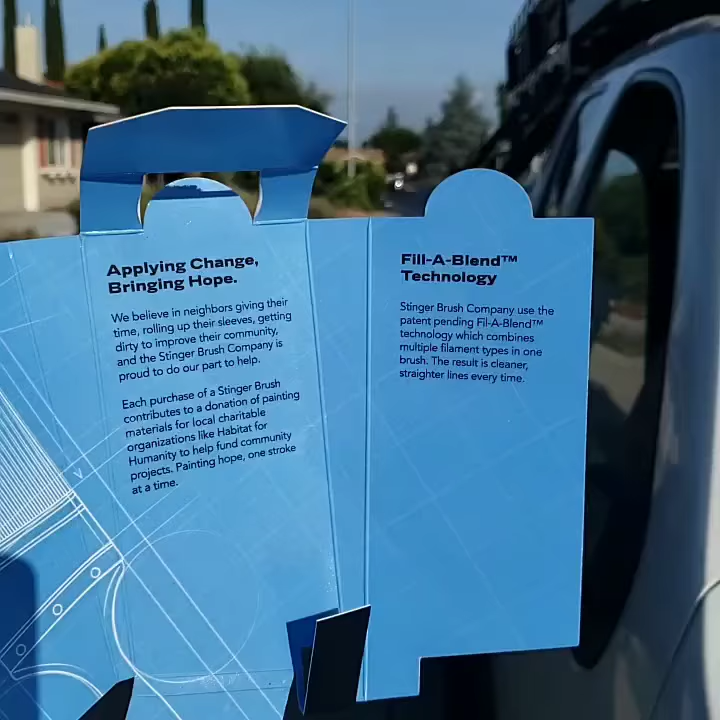 Applying Change,
Bringing Hope.
We believe in neighbors giving their
time, rolling up their sleeves, getting
dirty to improve their community,
and the Stinger Brush Company is
proud to do our part to help.
Each purchase of a Stinger Brush
contributes to a donation of painting
materials for local charitable
organizations like Habitat for
Humanity to help fund community
projects. Painting hope, one stroke
at a time.
Fill-A-Blend™
Technology
Stinger Brush Company use the
patent pending Fil-A-Blend™
technology which combines
multiple filament types in one
brush. The result is cleaner,
straighter lines every time.